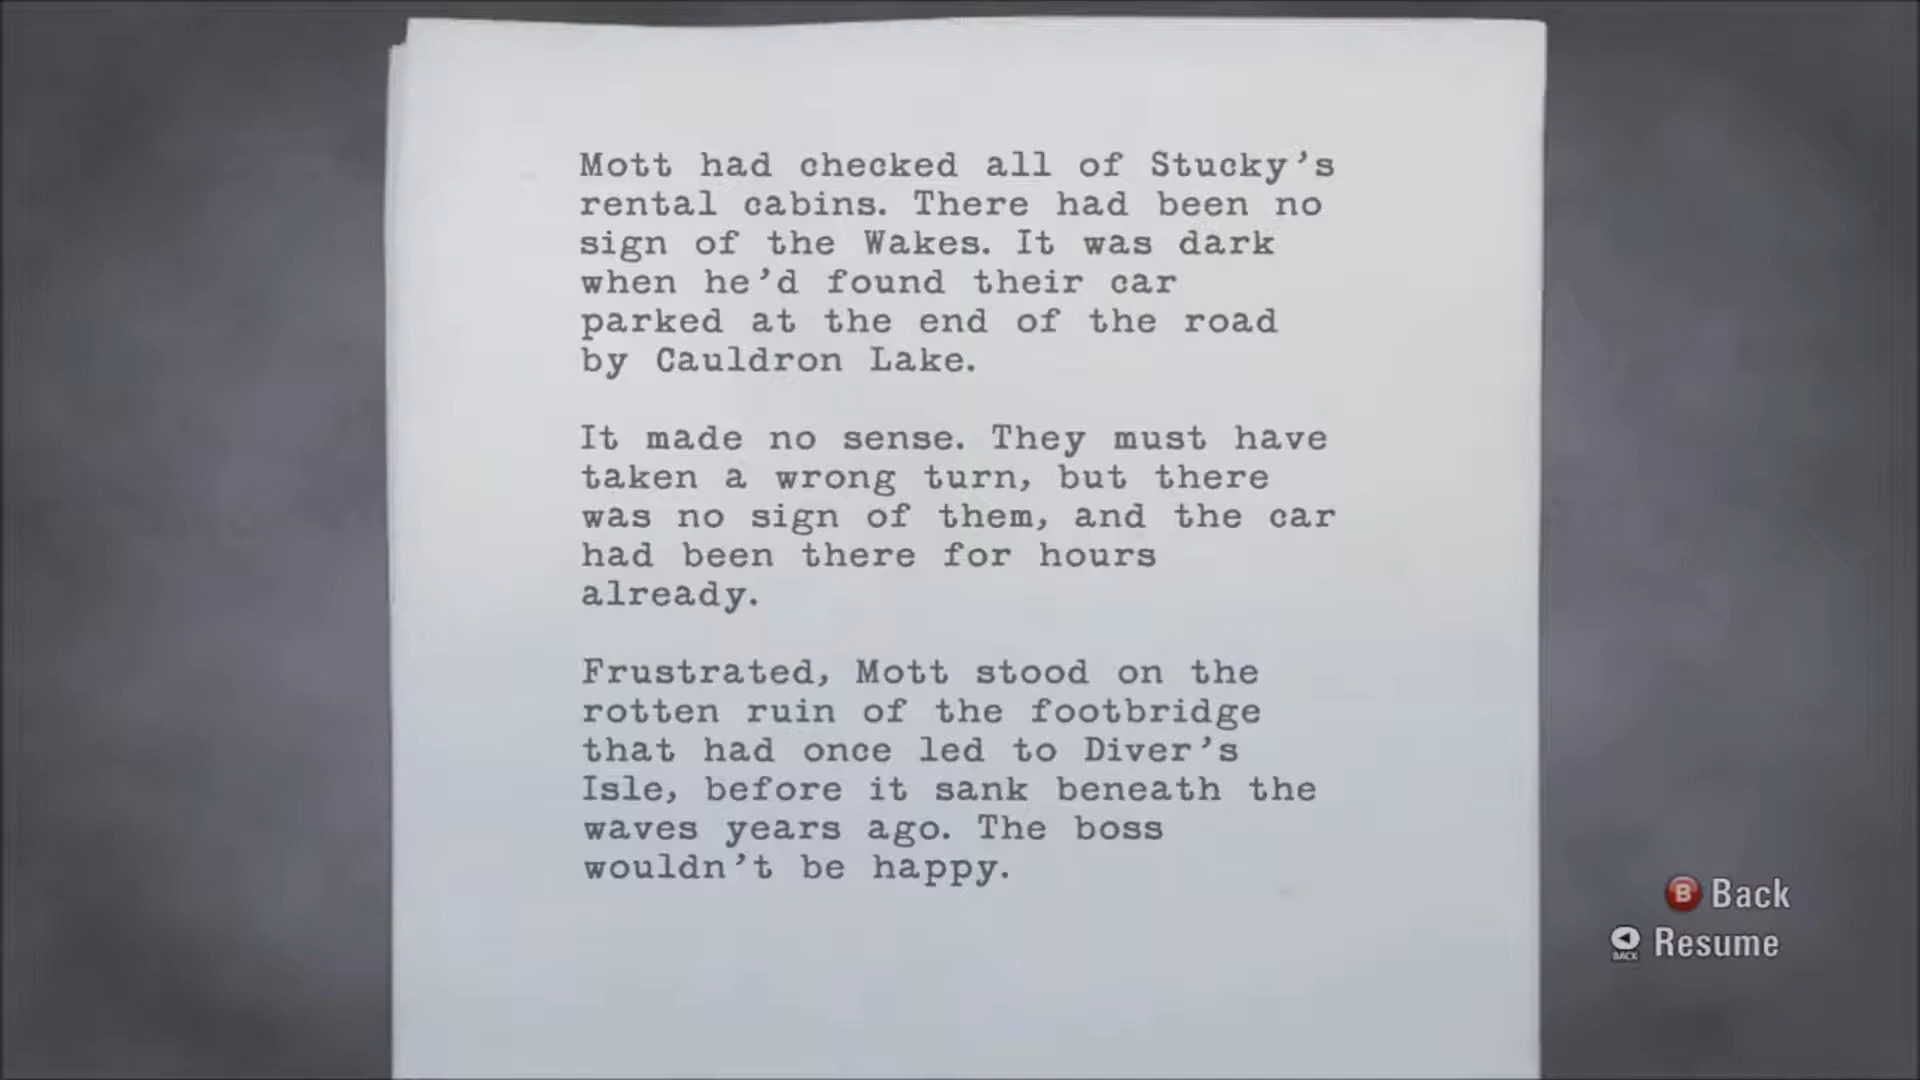 Mott had checked all of Stucky's
rental cabins. There had been no
sign of the Wakes. It was dark
when he'd found their car
parked at the end of the road
by Cauldron Lake.
It made no sense. They must have
taken a wrong turn, but there
was no sign of them, and the car
had been there for hours
already.
Frustrated, Mott stood on the
rotten ruin of the footbridge
that had once led to Diver's
Isle, before it sank beneath the
waves years ago. The boss
wouldn't be happy.
B Back
BACK Resume